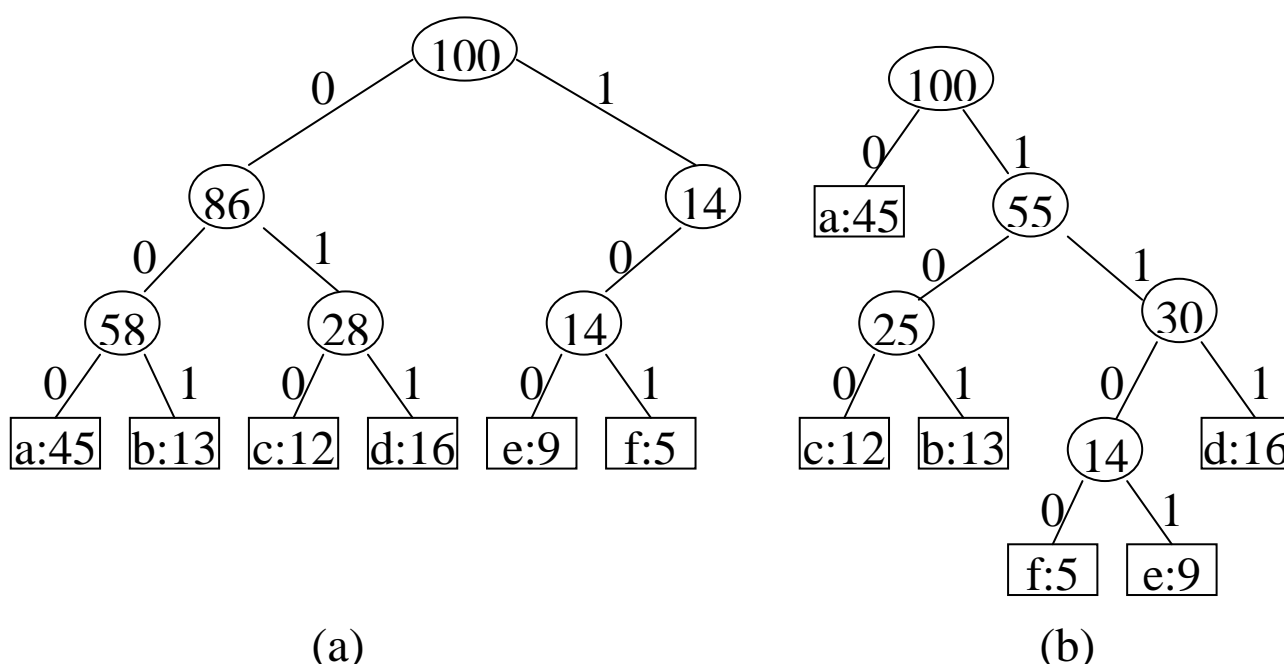 100
0 1
86 14
0 1 0
58 28 14
0 1 0 1 0 1
a:45 b:13 c:12 d:16 e:9 f:5
(a)
100
0 1
a:45 55
0 1
25 30
0 1 0 1
c:12 b:13 14 d:16
0 1
f:5 e:9
(b)